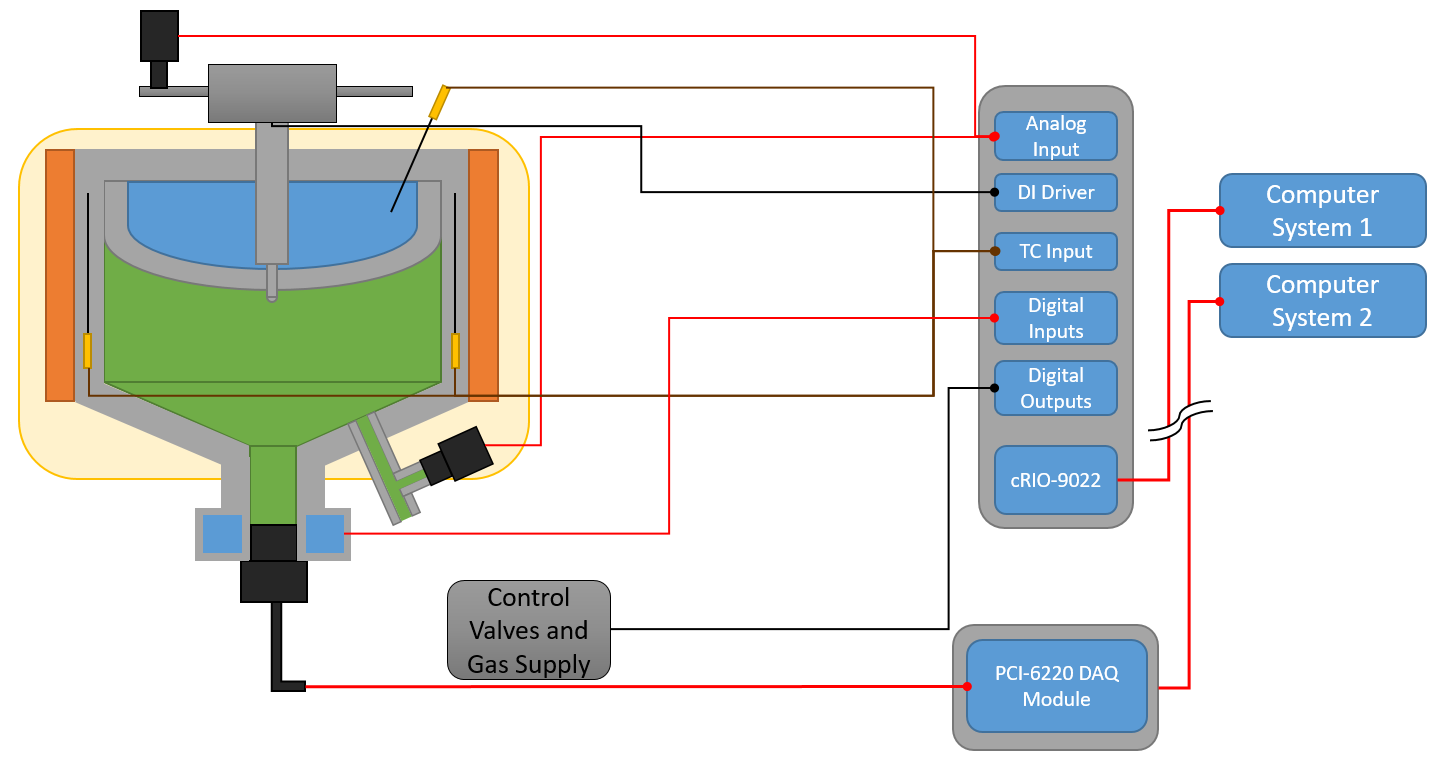 Analog
Input
DI Driver
TC Input
Digital
Inputs
Digital
Outputs
cRIO-9022
Computer
System 1
Computer
System 2
Control
Valves and
Gas Supply
PCI-6220 DAQ
Module